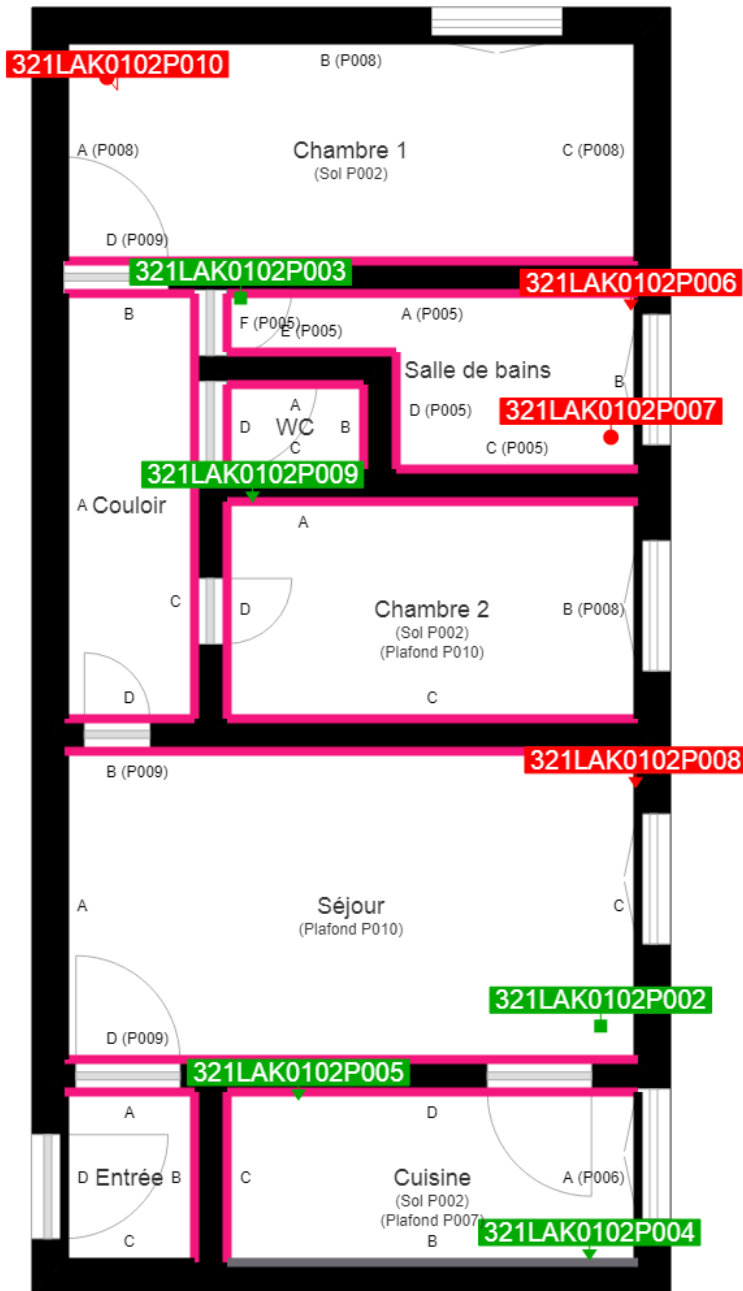 321LAK0102P010
B (P008)
A (P008)
Chambre 1
(Sol P002)
C (P008)
D (P009)
321LAK0102P003
321LAK0102P006
B
F (P005)
E (P005)
A (P005)
Salle de bains
B
A
D
WC
B
C
D (P005)
321LAK0102P007
C (P005)
321LAK0102P009
A Couloir
A
C
D
Chambre 2
(Sol P002)
(Plafond P010)
B (P008)
D
C
B (P009)
321LAK0102P008
A
Séjour
(Plafond P010)
C
321LAK0102P002
D (P009)
321LAK0102P005
A
D
D Entrée B
C
Cuisine
(Sol P002)
(Plafond P007)
A (P006)
C
B
321LAK0102P004